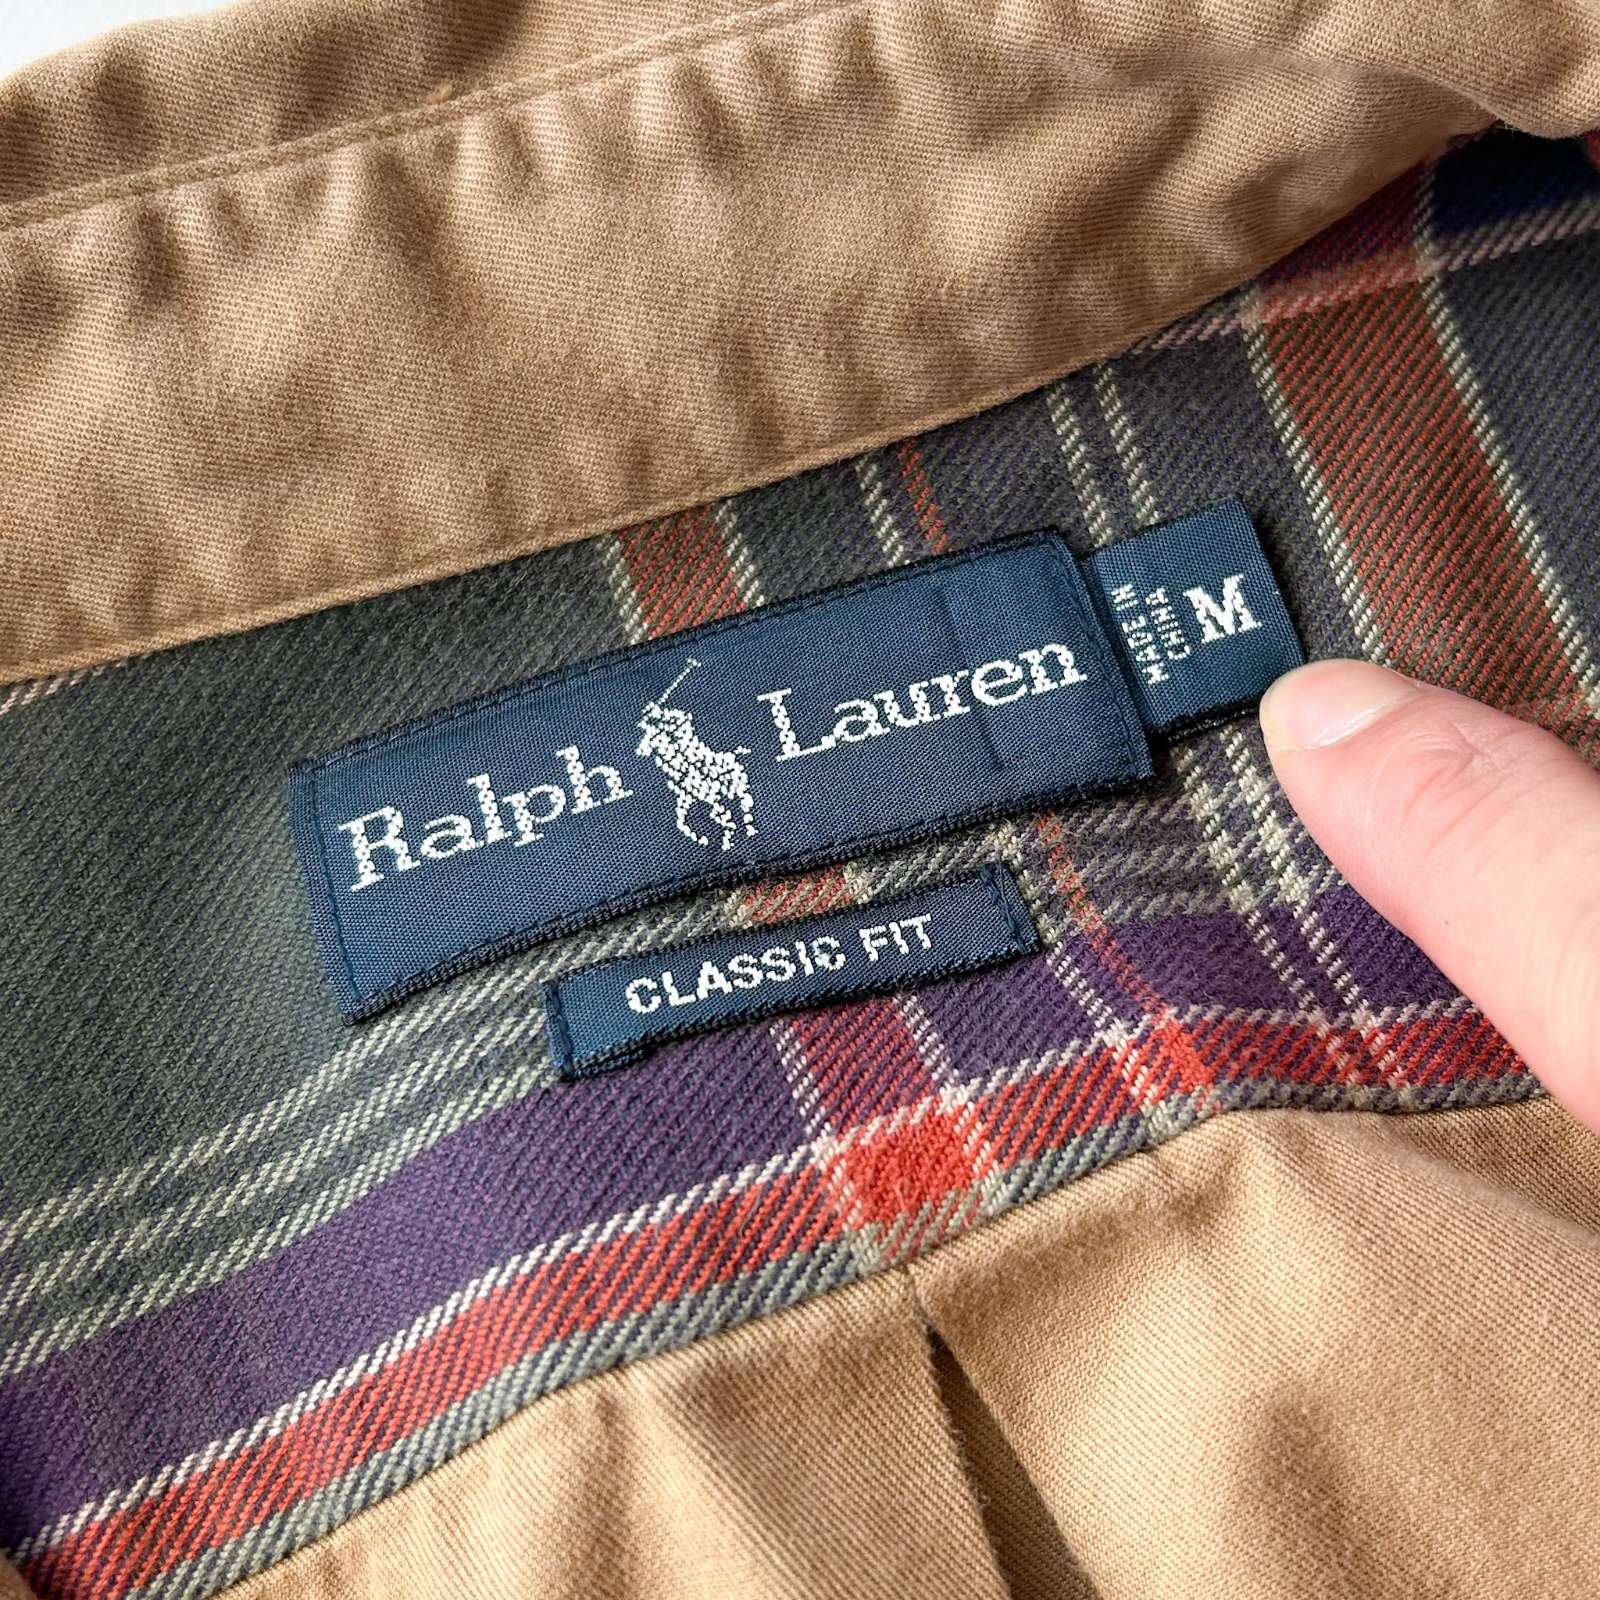 Ralph Lauren
MADE IN
CHINA
M
CLASSIC FIT